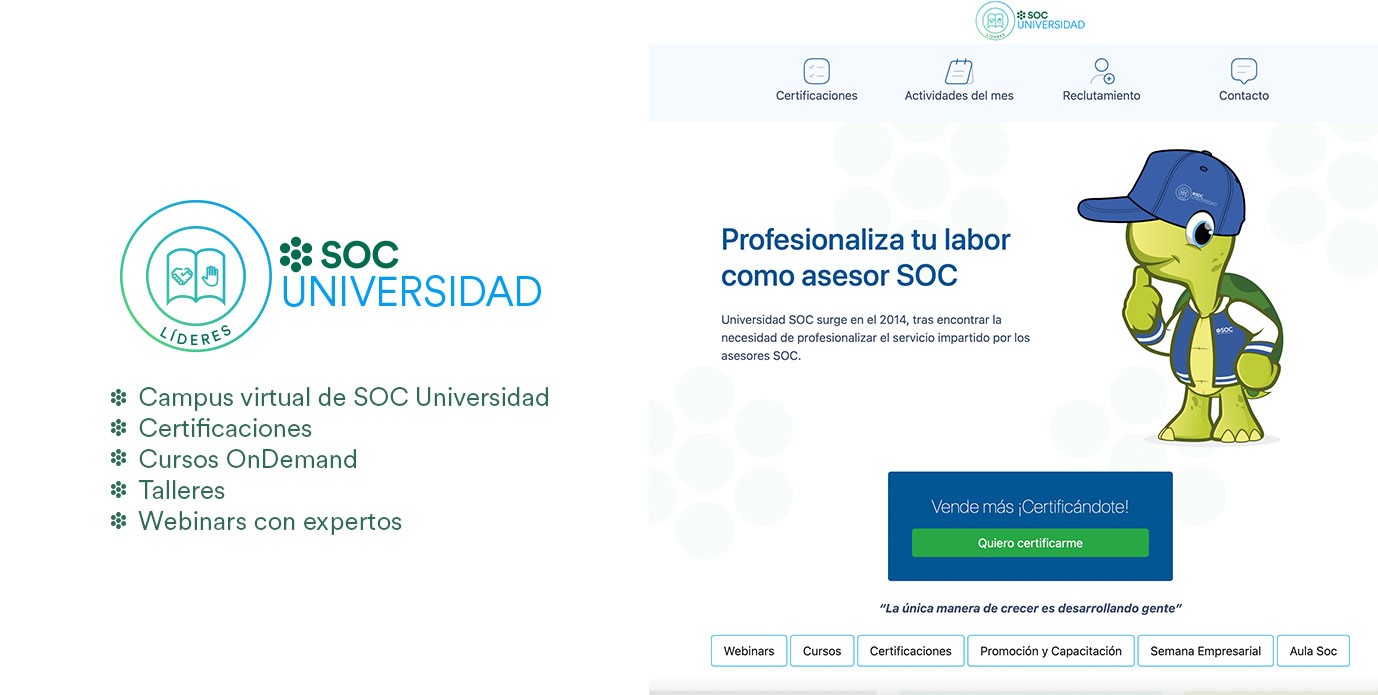 SOC
UNIVERSIDAD
LÍDERES
Campus virtual de SOC Universidad
Certificaciones
Cursos OnDemand
Talleres
Webinars con expertos
SOC
UNIVERSIDAD
LÍDERES
Certificaciones
Actividades del mes
Reclutamiento
Contacto
SOC
UNIVERSIDAD
Profesionaliza tu labor
como asesor SOC
Universidad SOC surge en el 2014, tras encontrar la
necesidad de profesionalizar el servicio impartido por los
asesores SOC.
SOC
Vende más ¡Certificándote!
Quiero certificarme
“La única manera de crecer es desarrollando gente”
Webinars
Cursos
Certificaciones
Promoción y Capacitación
Semana Empresarial
Aula Soc